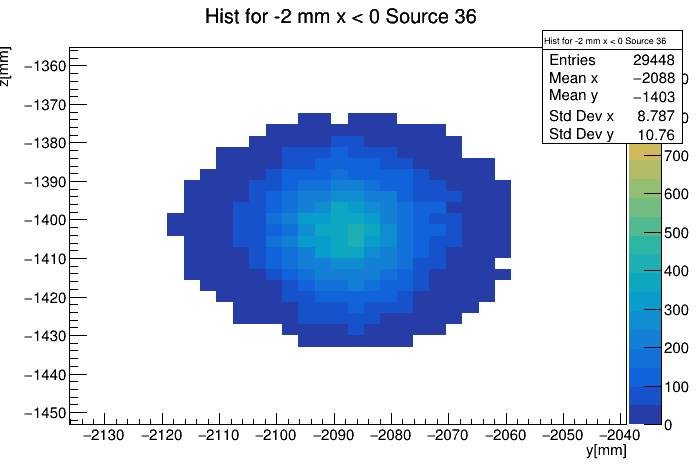 Hist for -2 mm x < 0 Source 36
Hist for -2 mm x < 0 Source 36
Entries 29448
Mean x −2088
Mean y −1403
Std Dev x 8.787
Std Dev y 10.76
z[mm]
−1360
−1370
−1380
−1390
−1400
−1410
−1420
−1430
−1440
−1450
−2130 −2120 −2110 −2100 −2090 −2080 −2070 −2060 −2050 −2040
y[mm]
700
600
500
400
300
200
100
0